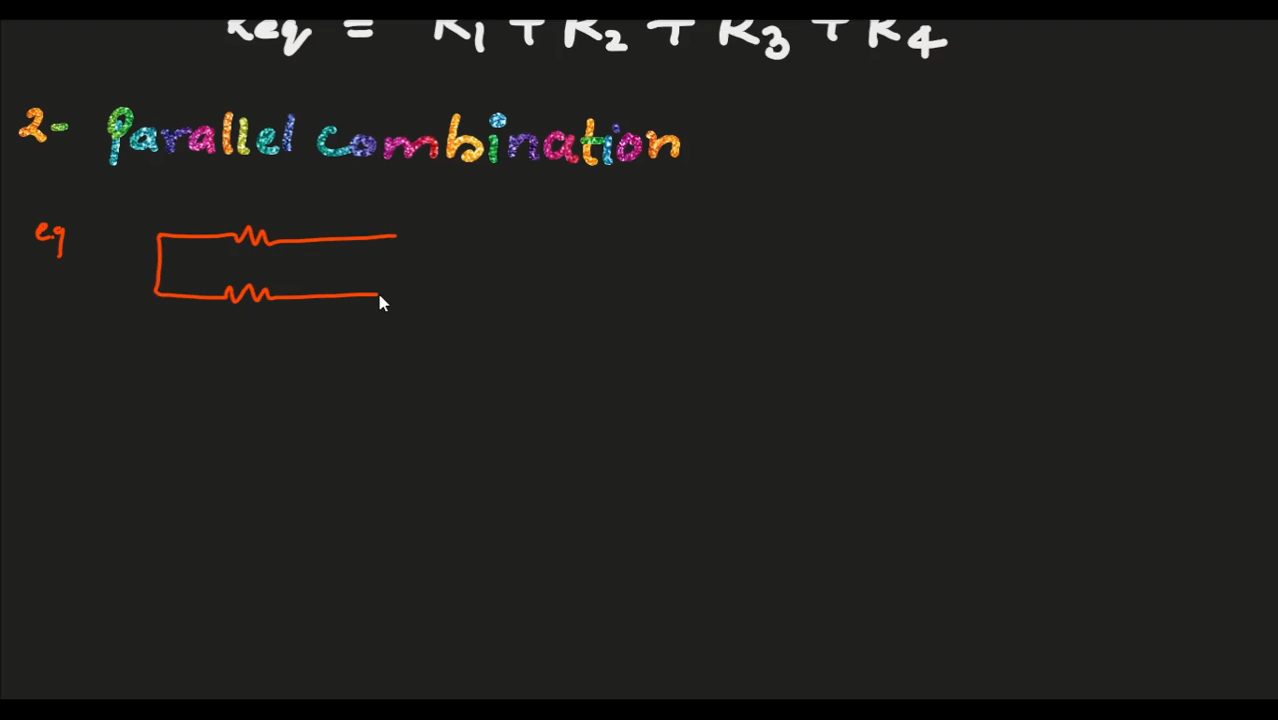 Req = R1 + R2 + R3 + R4
2- Parallel combination
eg